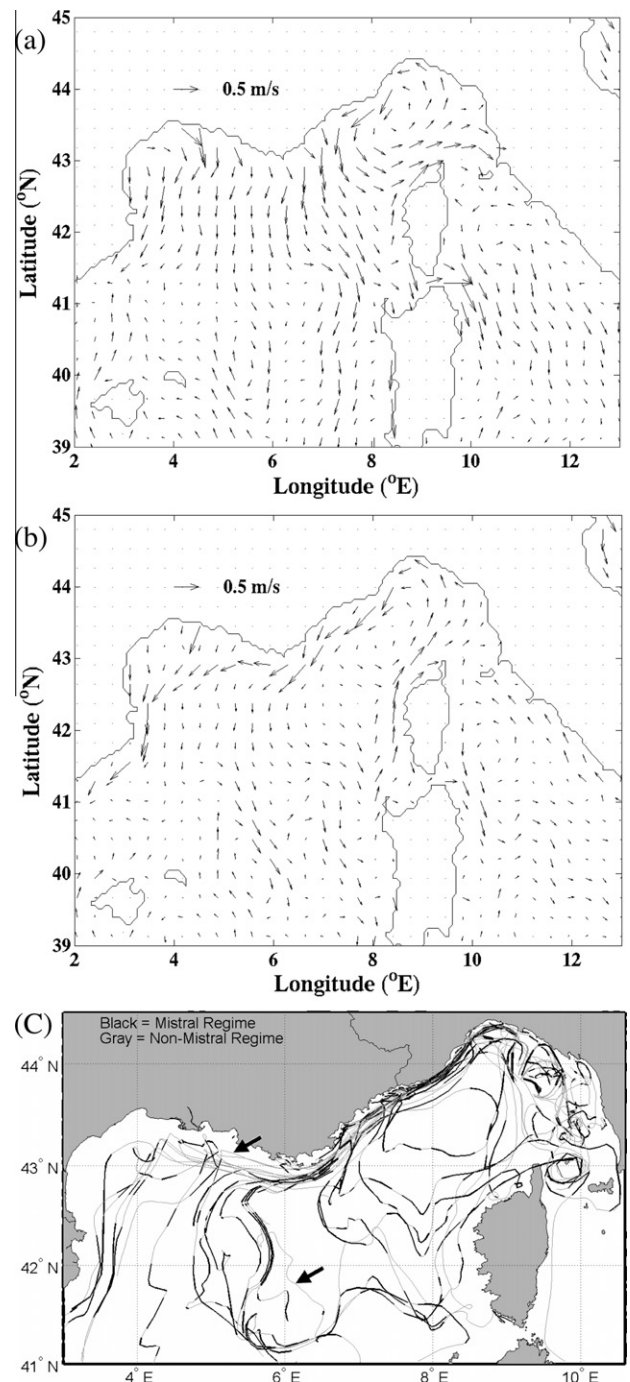 (a)
45
44
43
42
41
40
39
0.5 m/s
Latitude (°N)
2 4 6 8 10 12
Longitude (°E)
(b)
45
44
43
42
41
40
39
0.5 m/s
Latitude (°N)
2 4 6 8 10 12
Longitude (°E)
(C)
Black = Mistral Regime
Gray = Non-Mistral Regime
44° N
43° N
42° N
41° N
4° E 6° E 8° E 10° E